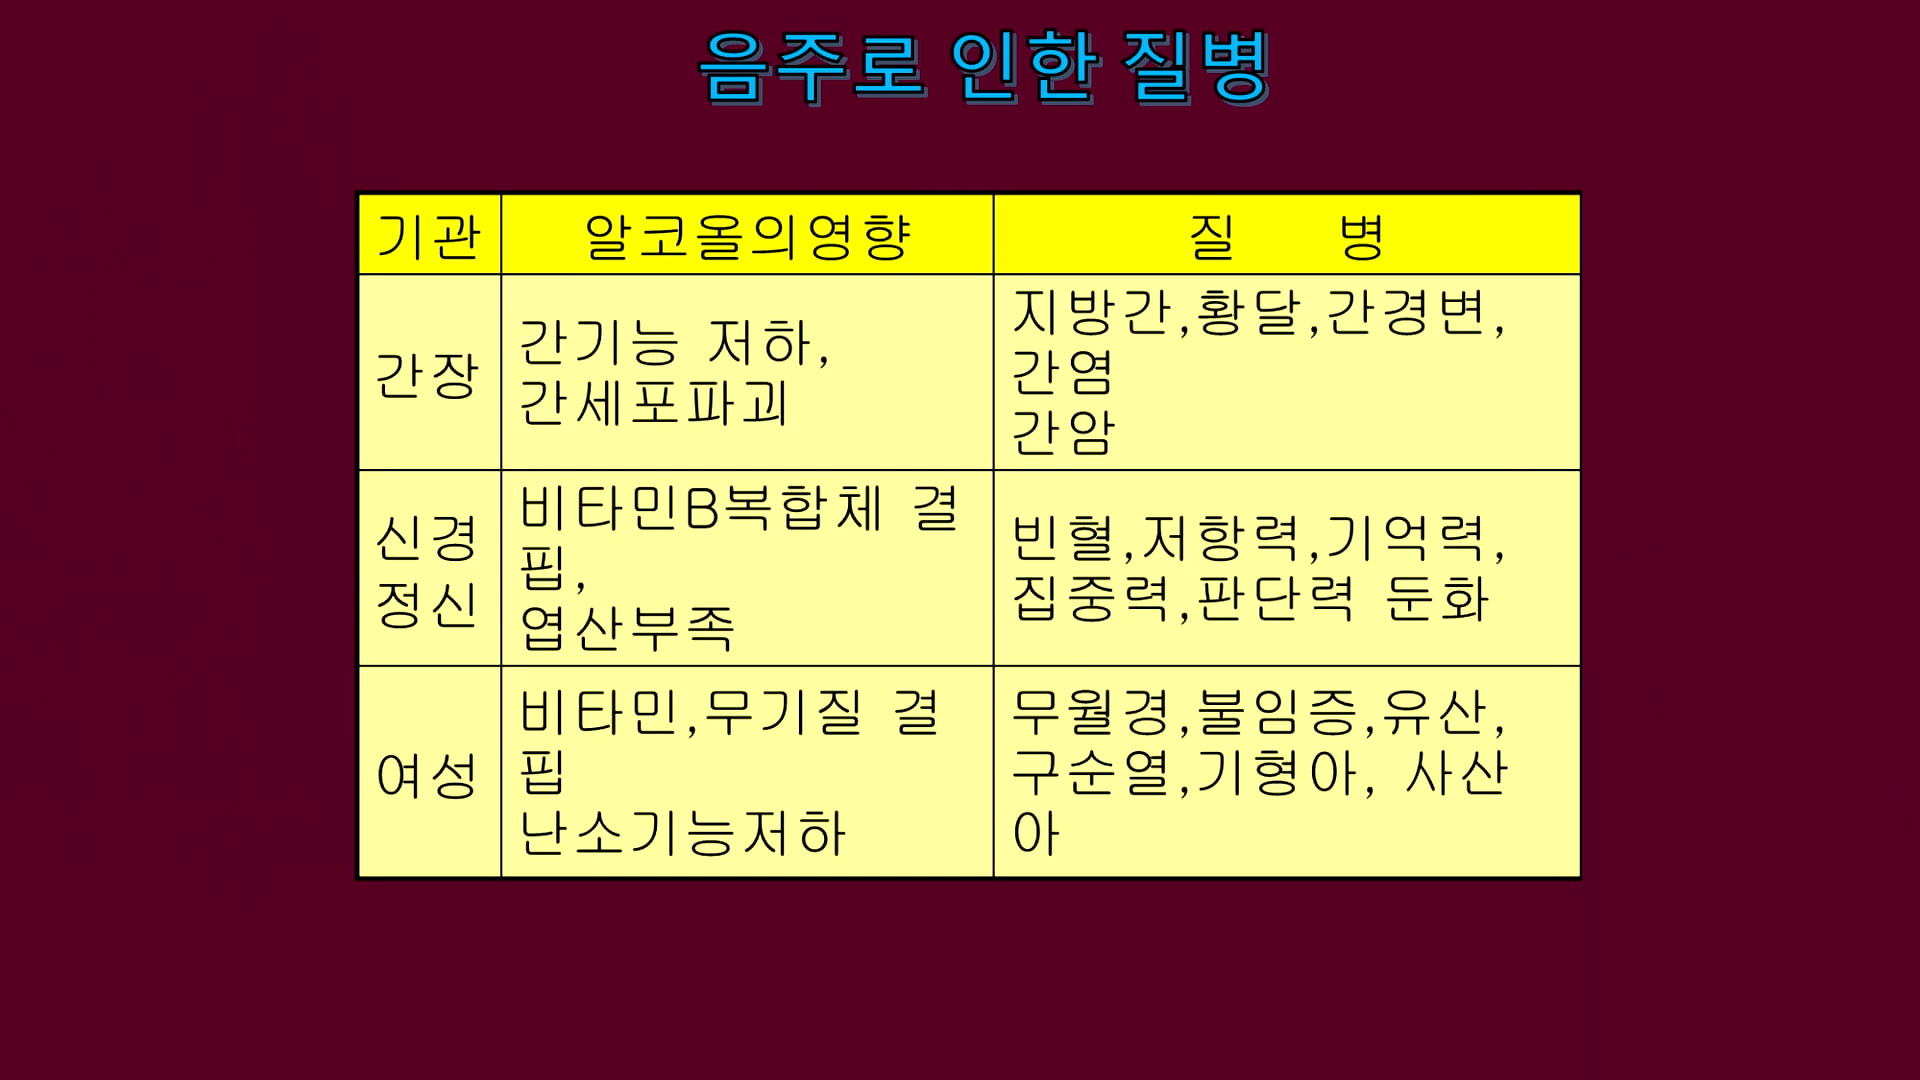 음주로 인한 질병
기관
알코올의영향
질 병
간장
간기능 저하,
간세포파괴
지방간,황달,간경변,
간염
간암
신경
정신
비타민B복합체 결
핍,
엽산부족
빈혈,저항력,기억력,
집중력,판단력 둔화
여성
비타민,무기질 결
핍
난소기능저하
무월경,불임증,유산,
구순열,기형아, 사산
아